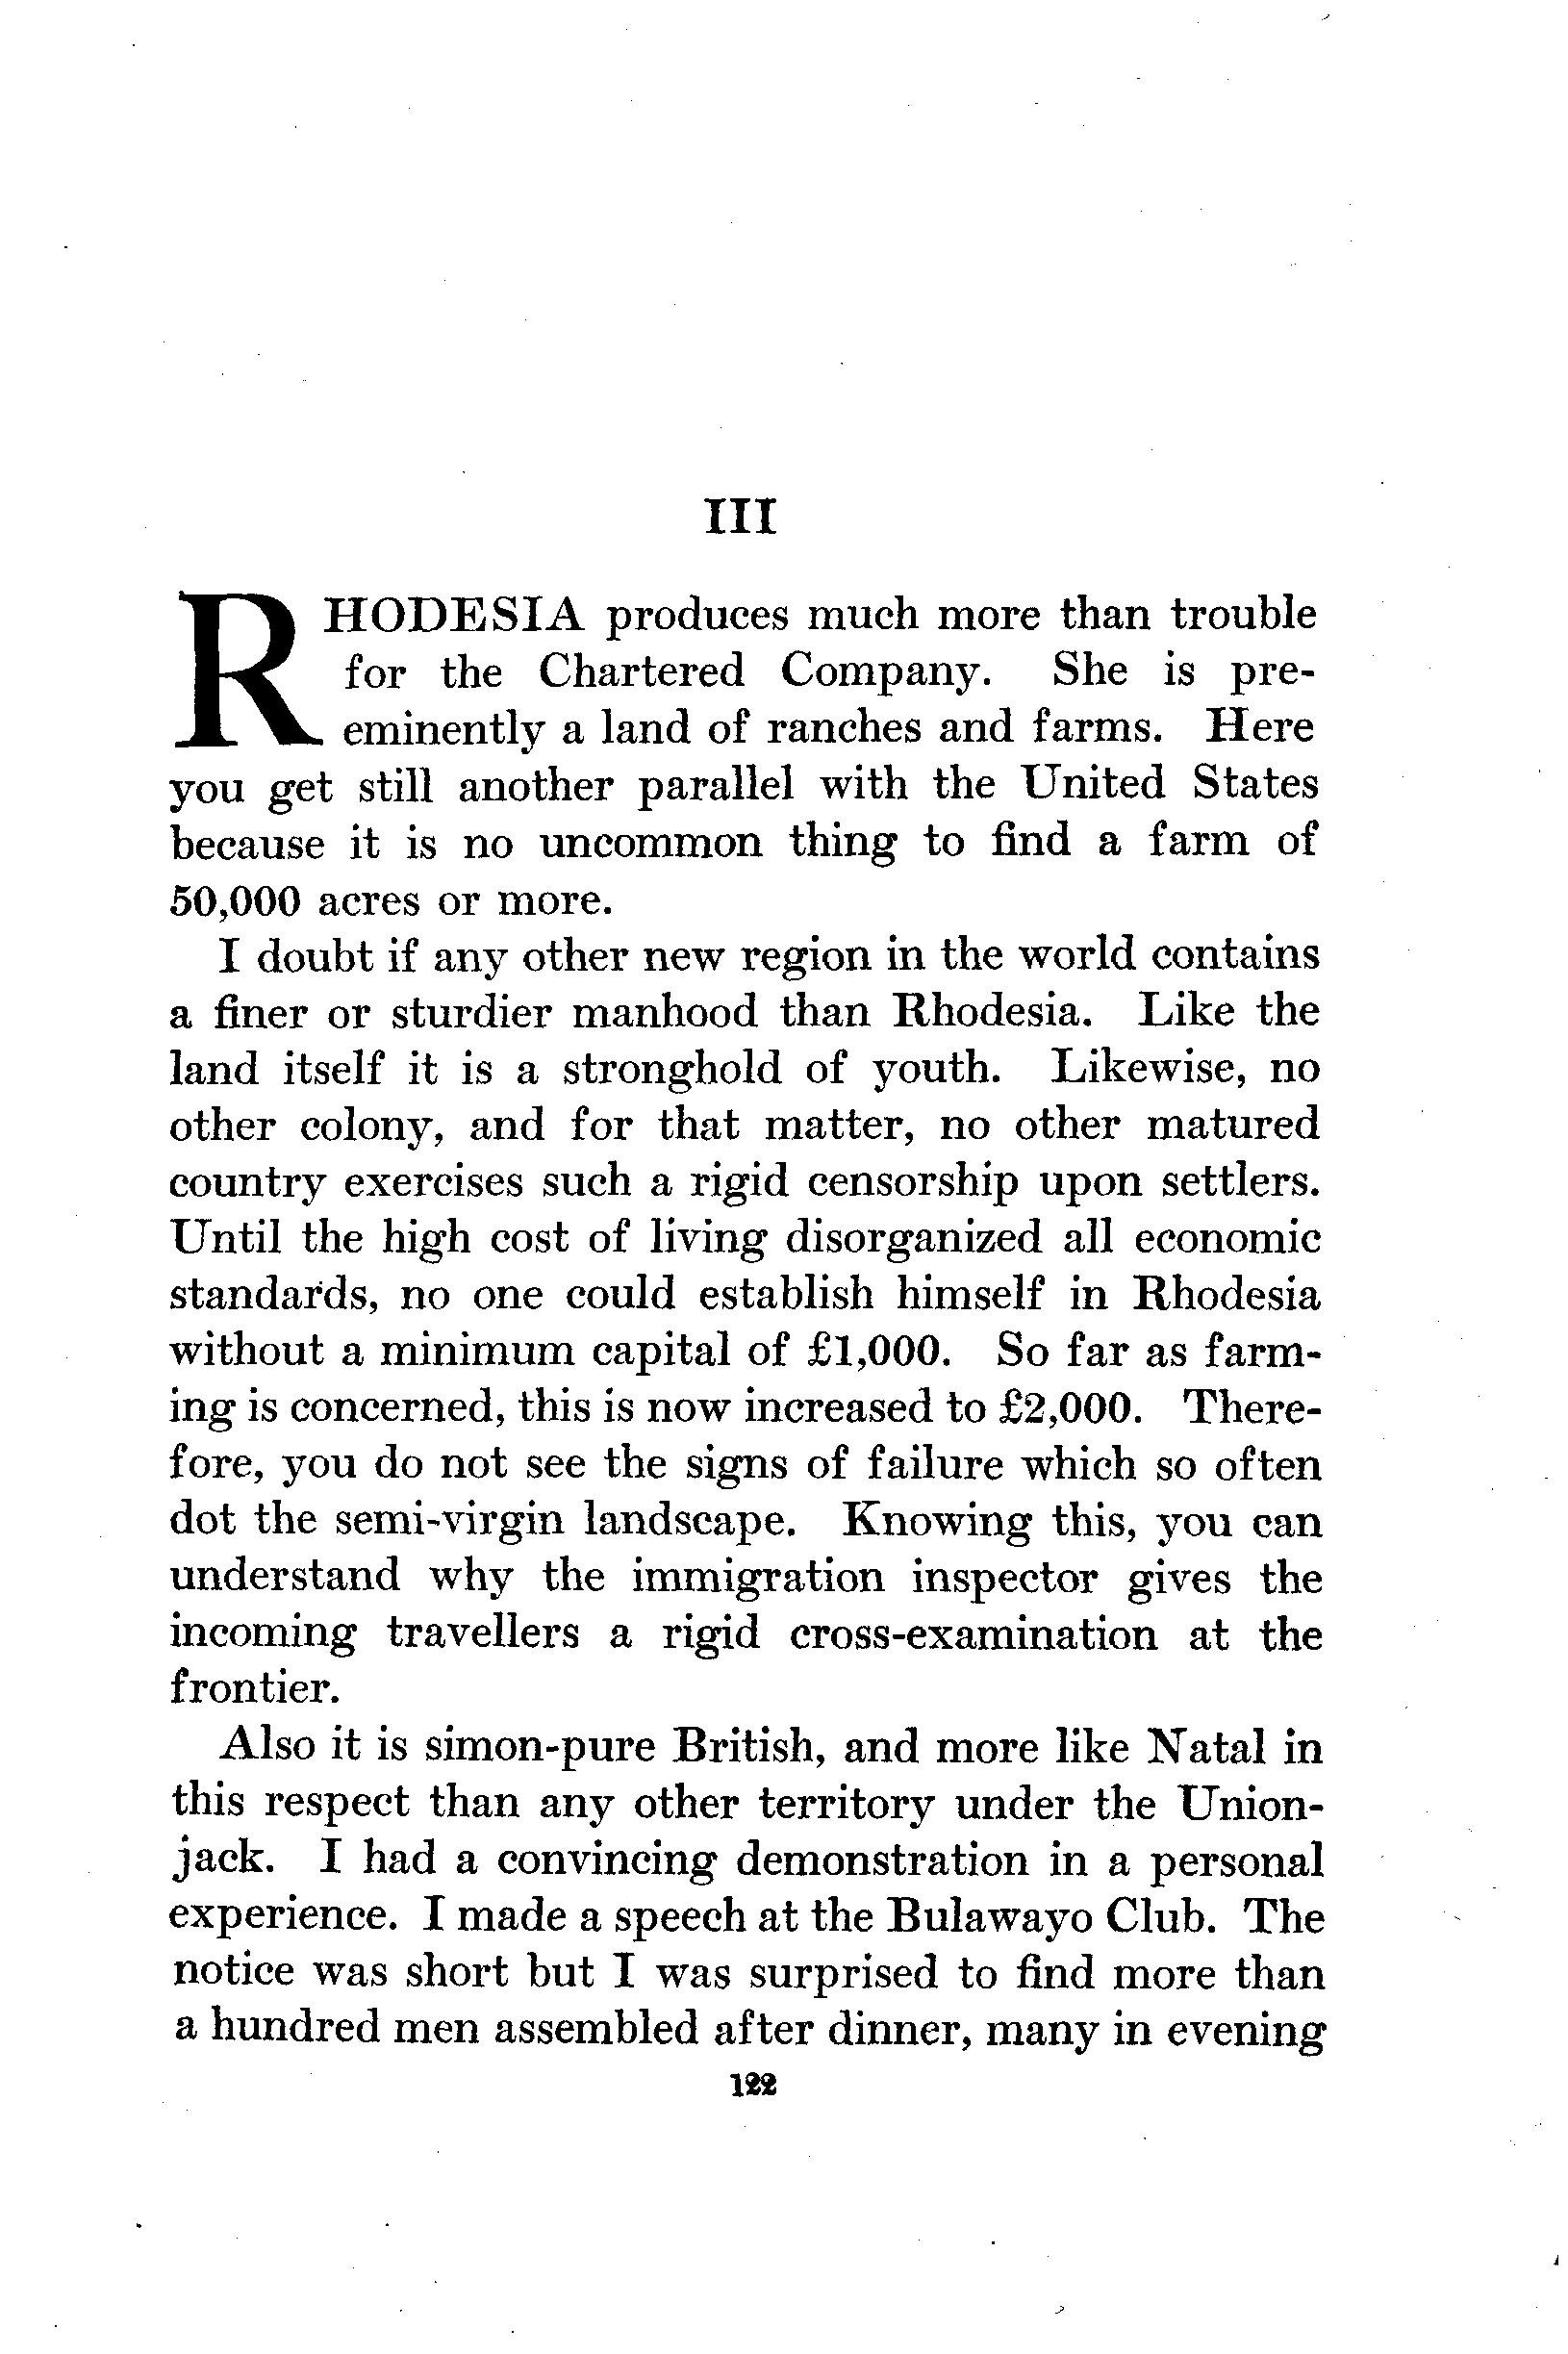 III
RHODESIA produces much more than trouble
for the Chartered Company. She is pre-
eminently a land of ranches and farms. Here
you get still another parallel with the United States
because it is no uncommon thing to find a farm of
50,000 acres or more.
I doubt if any other new region in the world contains
a finer or sturdier manhood than Rhodesia. Like the
land itself it is a stronghold of youth. Likewise, no
other colony, and for that matter, no other matured
country exercises such a rigid censorship upon settlers.
Until the high cost of living disorganized all economic
standards, no one could establish himself in Rhodesia
without a minimum capital of £1,000. So far as farm-
ing is concerned, this is now increased to £2,000. There-
fore, you do not see the signs of failure which so often
dot the semi-virgin landscape. Knowing this, you can
understand why the immigration inspector gives the
incoming travellers a rigid cross-examination at the
frontier.
Also it is simon-pure British, and more like Natal in
this respect than any other territory under the Union-
jack. I had a convincing demonstration in a personal
experience. I made a speech at the Bulawayo Club. The
notice was short but I was surprised to find more than
a hundred men assembled after dinner, many in evening
122